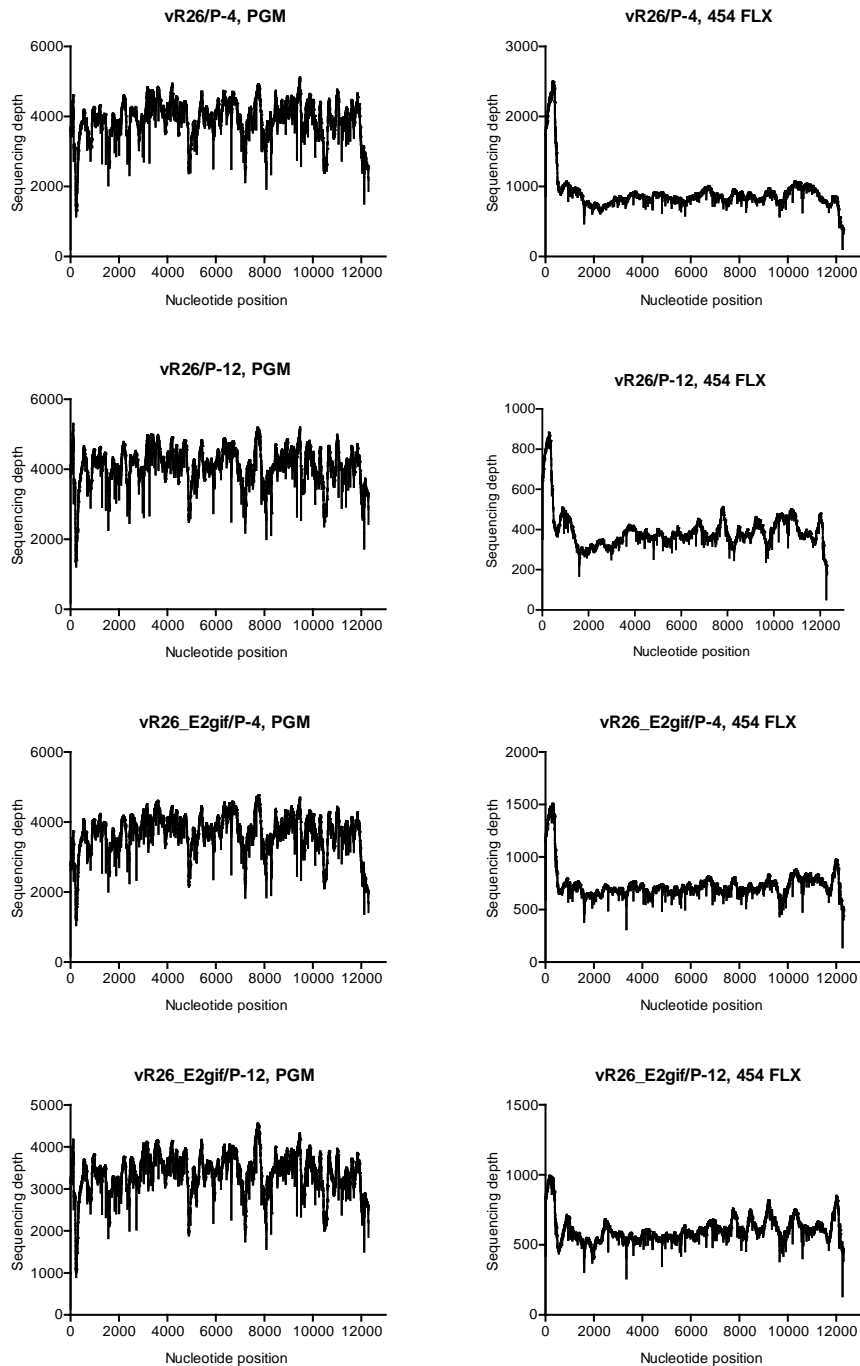 vR26/P-4, PGM
6000
4000
2000
0
Sequencing depth
0 2000 4000 6000 8000 10000 12000
Nucleotide position
vR26/P-4, 454 FLX
3000
2000
1000
0
Sequencing depth
0 2000 4000 6000 8000 10000 12000
Nucleotide position
vR26/P-12, PGM
6000
4000
2000
0
Sequencing depth
0 2000 4000 6000 8000 10000 12000
Nucleotide position
vR26/P-12, 454 FLX
1000
800
600
400
200
0
Sequencing depth
0 2000 4000 6000 8000 10000 12000
Nucleotide position
vR26_E2gif/P-4, PGM
6000
4000
2000
0
Sequencing depth
0 2000 4000 6000 8000 10000 12000
Nucleotide position
vR26_E2gif/P-4, 454 FLX
2000
1500
1000
500
0
Sequencing depth
0 2000 4000 6000 8000 10000 12000
Nucleotide position
vR26_E2gif/P-12, PGM
5000
4000
3000
2000
1000
0
Sequencing depth
0 2000 4000 6000 8000 10000 12000
Nucleotide position
vR26_E2gif/P-12, 454 FLX
1500
1000
500
0
Sequencing depth
0 2000 4000 6000 8000 10000 12000
Nucleotide position